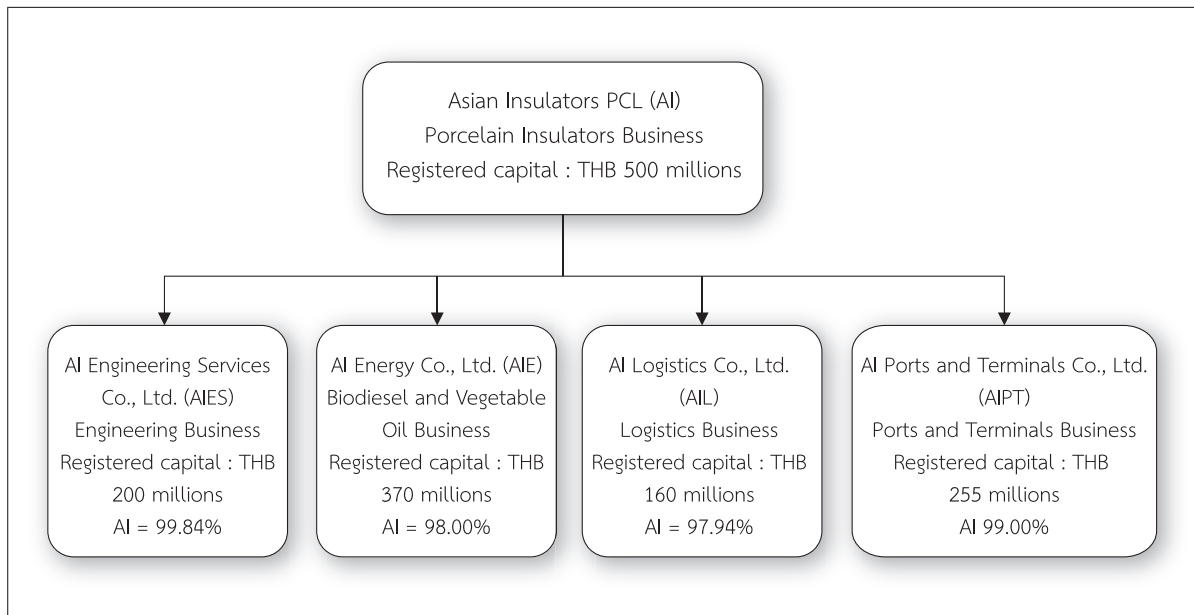 Asian Insulators PCL (AI)
Porcelain Insulators Business
Registered capital : THB 500 millions
AI Engineering Services
Co., Ltd. (AIES)
Engineering Business
Registered capital : THB
200 millions
AI = 99.84%
AI Energy Co., Ltd. (AIE)
Biodiesel and Vegetable
Oil Business
Registered capital : THB
370 millions
AI = 98.00%
AI Logistics Co., Ltd.
(AIL)
Logistics Business
Registered capital : THB
160 millions
AI = 97.94%
AI Ports and Terminals Co., Ltd.
(AIPT)
Ports and Terminals Business
Registered capital : THB
255 millions
AI 99.00%